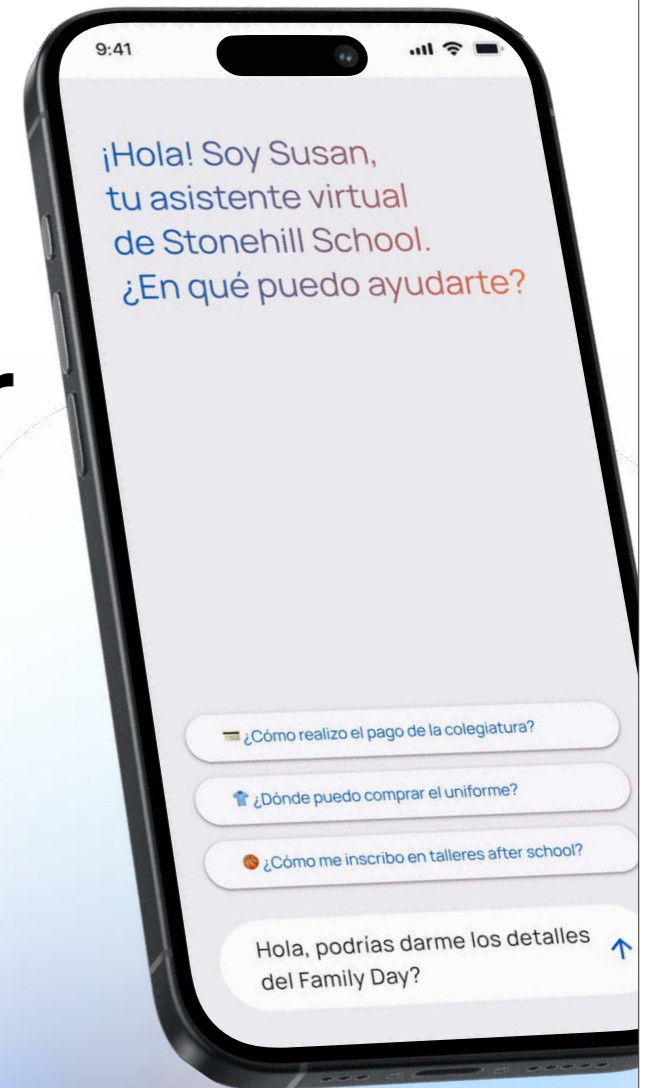 9:41
¡Hola! Soy Susan,
tu asistente virtual
de Stonehill School.
¿En qué puedo ayudarte?
r
¿Cómo realizo el pago de la colegiatura?
¿Dónde puedo comprar el uniforme?
¿Cómo me inscribo en talleres after school?
Hola, podrías darme los detalles
del Family Day?